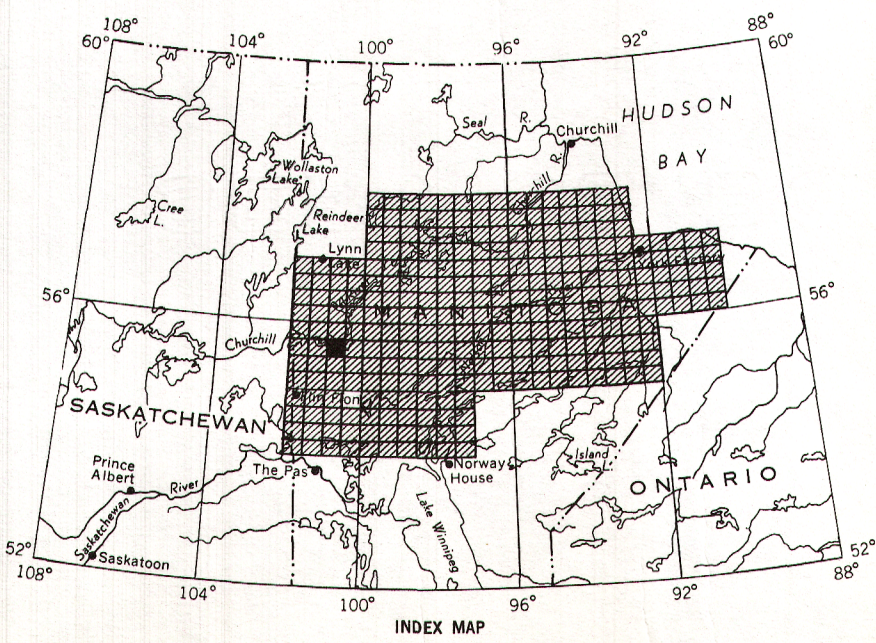 108°
60°
104°
100°
96°
92°
88°
60°
HUDSON
BAY
Seal R.
Churchill
Churchill R.
Wollaston
Lake
Cree
L.
Reindeer
Lake
Lynn
Lake
MANITOBA
56°
56°
Churchill
Flin Flon
SASKATCHEWAN
Prince
Albert
River
The Pas
Norway
House
Island
L.
ONTARIO
Lake Winnipeg
Saskatchewan
Saskatoon
52°
108°
104°
100°
96°
92°
52°
88°
INDEX MAP